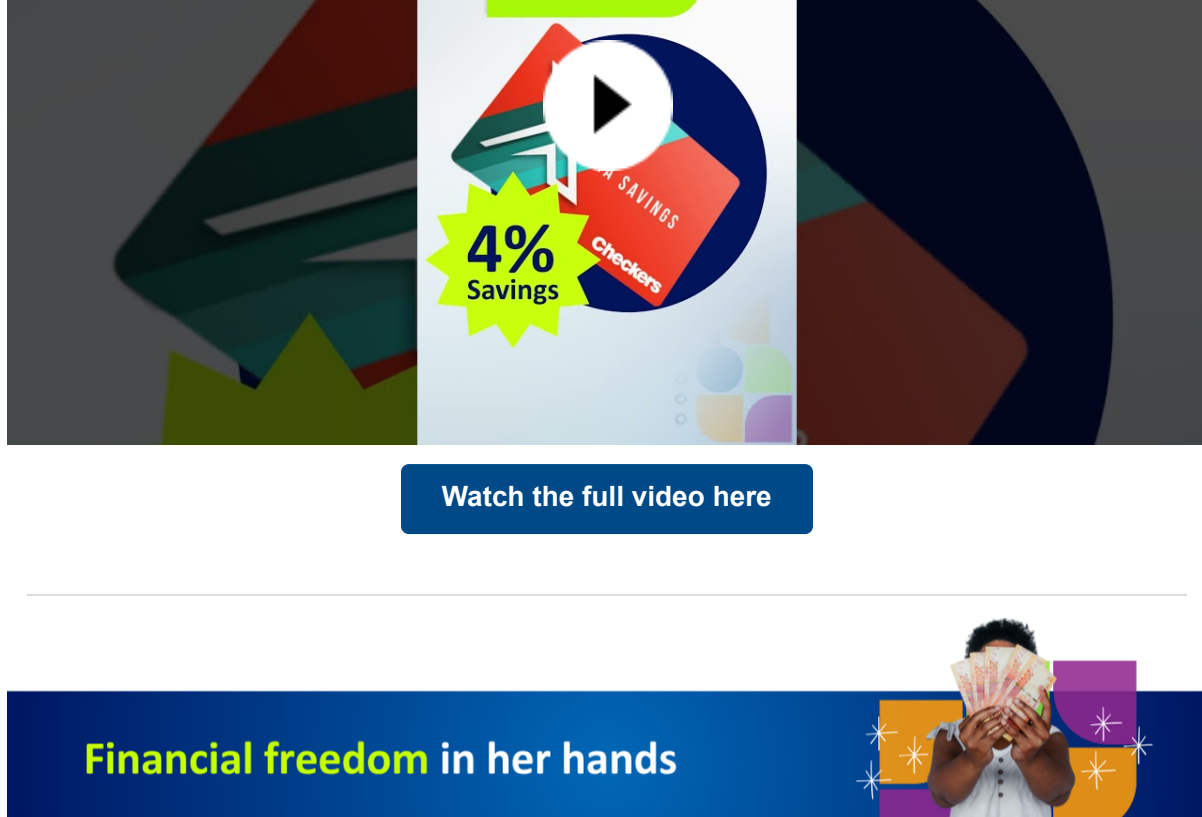 SAVINGS
Checkers
4%
Savings
Watch the full video here
Financial freedom in her hands